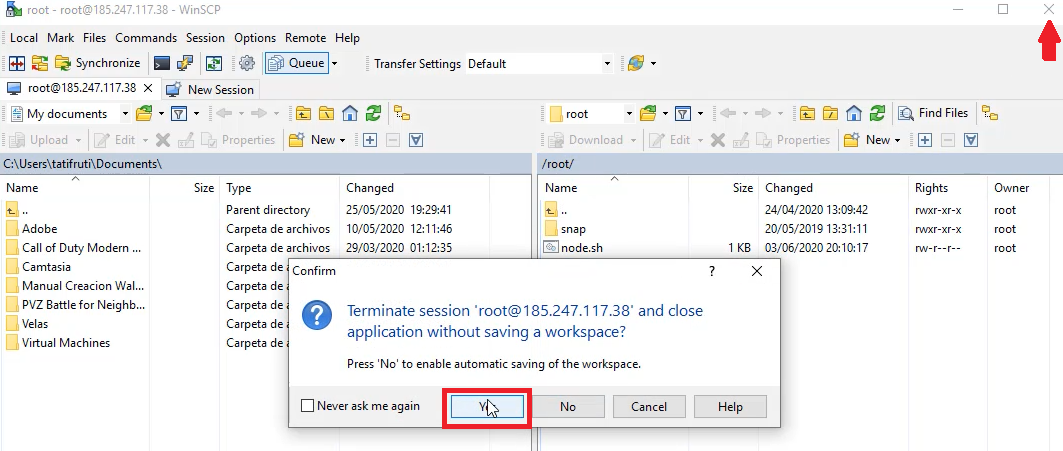 root - root@185.247.117.38 - WinSCP
Local Mark Files Commands Session Options Remote Help
Synchronize Queue Transfer Settings Default
root@185.247.117.38 New Session
My documents root Find Files
Upload Edit Properties New Download Edit Properties New
C:\Users\tatifruti\Documents\ /root/
Name Size Type Changed Name Size Changed Rights Owner
.. Parent directory 25/05/2020 19:29:41 .. 24/04/2020 13:09:42 rwxr-xr-x root
Adobe Carpeta de archivos 10/05/2020 12:11:46 snap 20/05/2019 13:31:11 rwxr-xr-x root
Call of Duty Modern ... Carpeta de archivos 29/03/2020 01:12:35 node.sh 1 KB 03/06/2020 20:10:17 rw-r--r-- root
Camtasia Carpeta de a
Manual Creacion Wal... Carpeta de a
PVZ Battle for Neighb... Carpeta de a
Velas Carpeta de a
Virtual Machines Carpeta de a
Confirm ?
Terminate session 'root@185.247.117.38' and close
application without saving a workspace?
Press 'No' to enable automatic saving of the workspace.
Never ask me again No Cancel Help